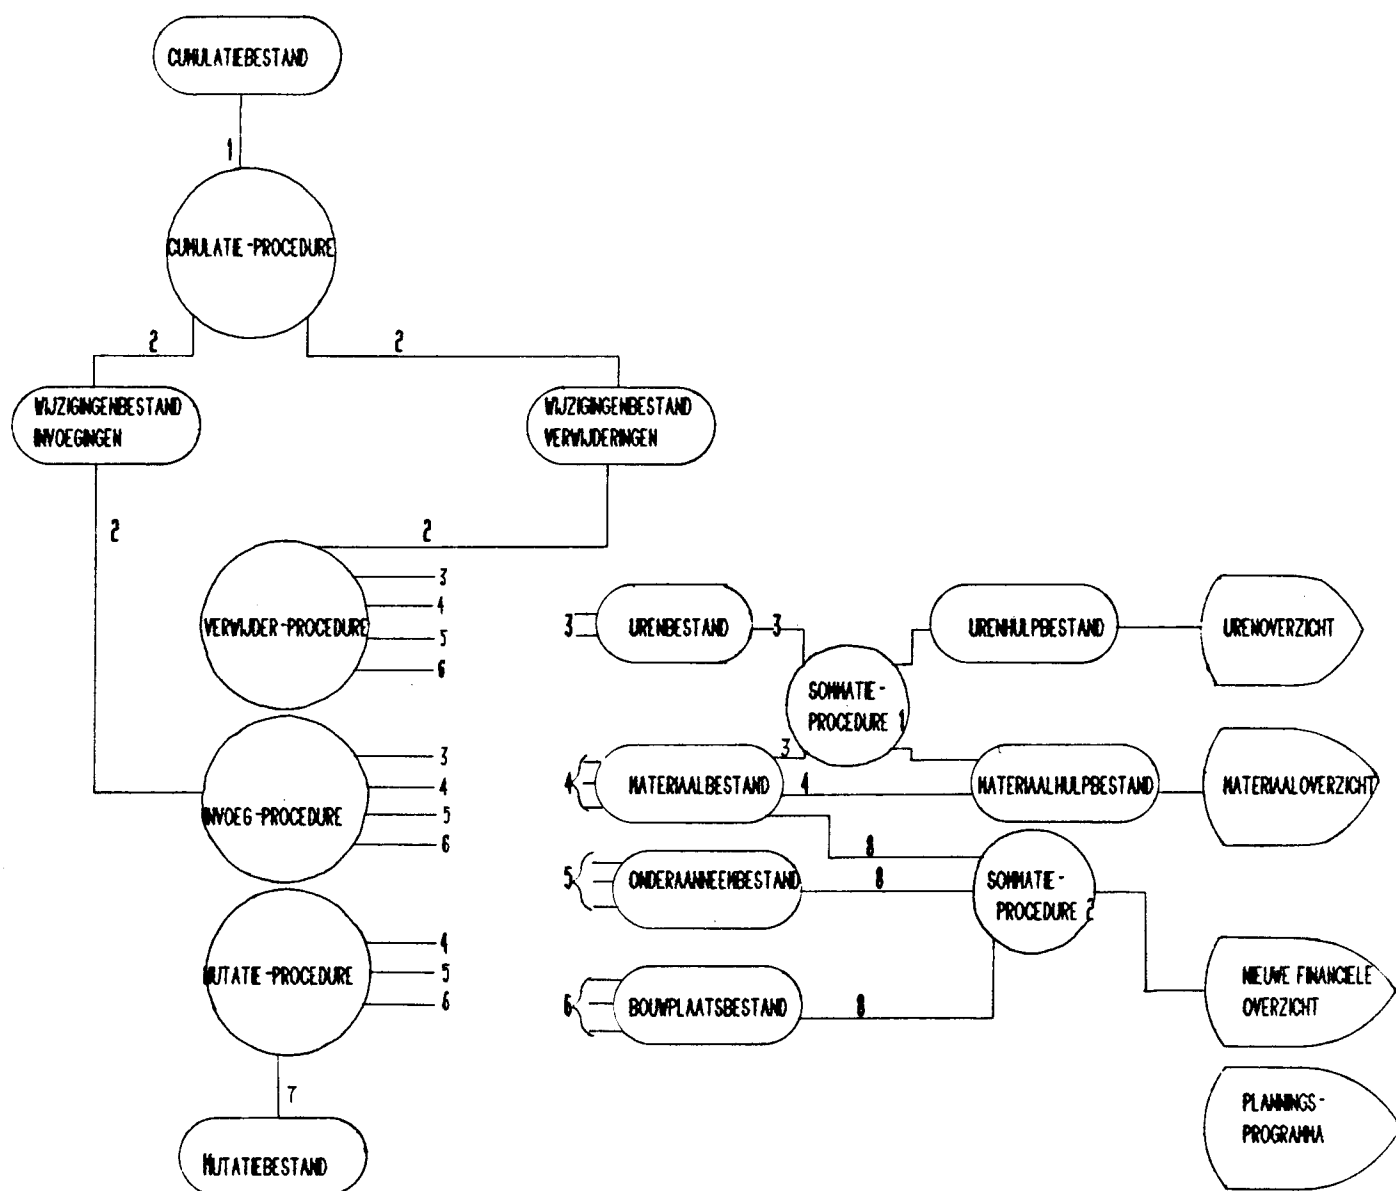 CUMULATIEBESTAND
1
CUMULATIE-PROCEDURE
2
2
WIJZIGINGENBESTAND
INVOEGINGEN
WIJZIGINGENBESTAND
VERWIJDERINGEN
2
2
VERWIJDER-PROCEDURE
3
4
5
6
INVOEG-PROCEDURE
3
4
5
6
MUTATIE-PROCEDURE
4
5
6
7
MUTATIEBESTAND
3
URENBESTAND
3
SOMMATIE-
PROCEDURE 1
URENHULPBESTAND
URENOVERZICHT
3
4
MATERIAALBESTAND
4
MATERIAALHULPBESTAND
MATERIAALOVERZICHT
8
5
ONDERAANNEEMBESTAND
8
SOMMATIE-
PROCEDURE 2
6
BOUWPLAATSBESTAND
8
NIEUWE FINANCIELE
OVERZICHT
PLANNINGS-
PROGRAMMA